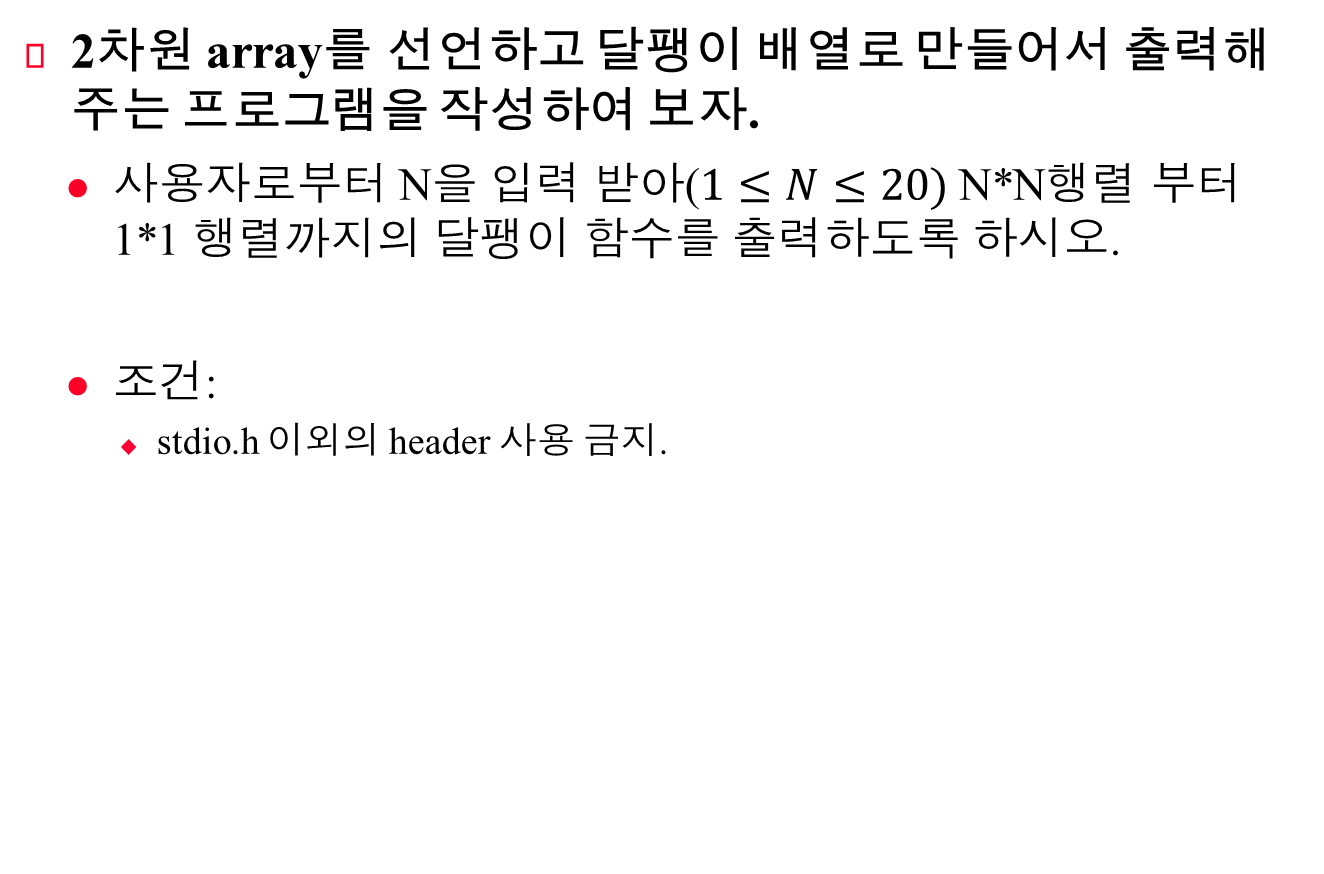 2차원 array를 선언하고 달팽이 배열로 만들어서 출력해
주는 프로그램을 작성하여 보자.
사용자로부터 N을 입력 받아(1 ≤ N ≤ 20) N*N행렬 부터
1*1 행렬까지의 달팽이 함수를 출력하도록 하시오.
조건:
stdio.h 이외의 header 사용 금지.